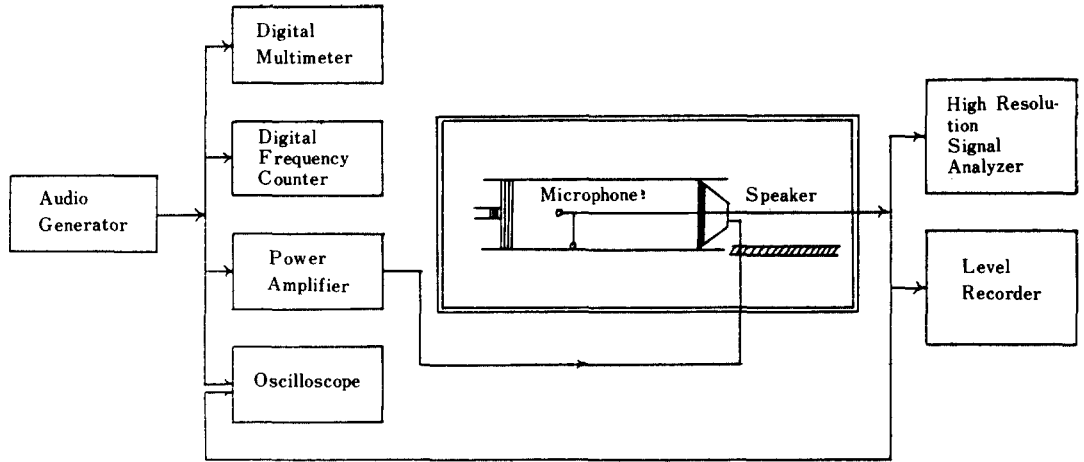 Digital
Multimeter
Digital
Frequency
Counter
Audio
Generator
Power
Amplifier
Oscilloscope
Microphone:
Speaker
High Resolu-
tion
Signal
Analyzer
Level
Recorder